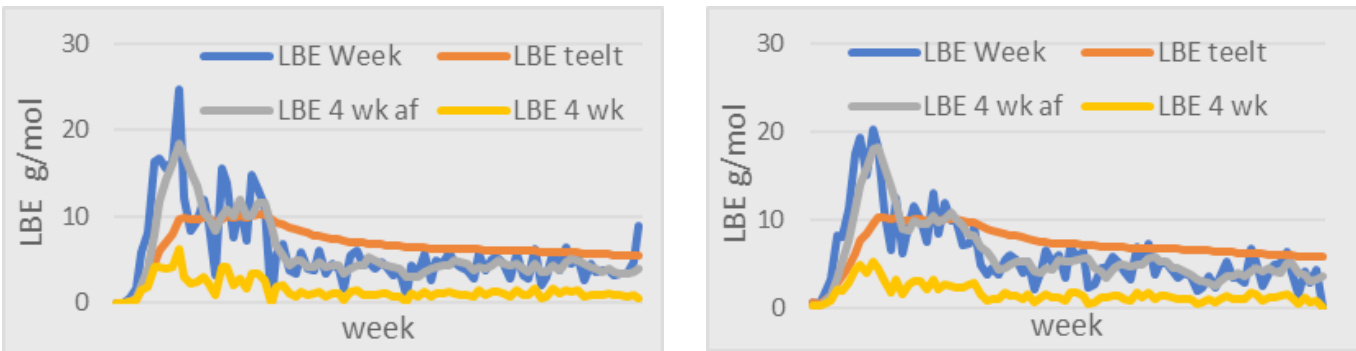 30
20
10
0
LBE g/mol
LBE Week
LBE teelt
LBE 4 wk af
LBE 4 wk
week
30
20
10
0
LBE g/mol
LBE Week
LBE teelt
LBE 4 wk af
LBE 4 wk
week